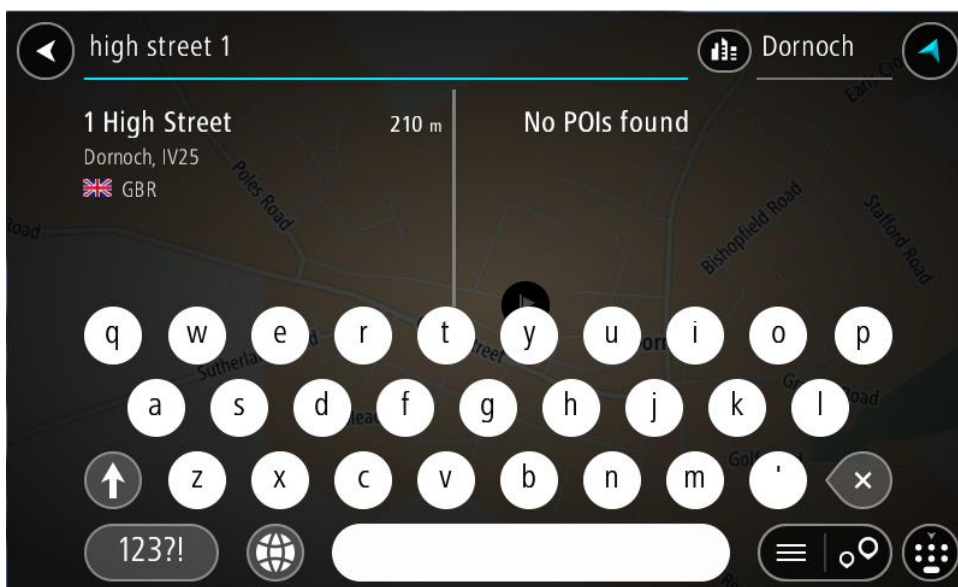 high street 1
Dornoch
1 High Street
210 m
No POIs found
Dornoch, IV25
GBR
Poles Road
Bishopfield Road
Stafford Road
q w e r t y u i o p
a s d f g h j k l
z x c v b n m '
123?!